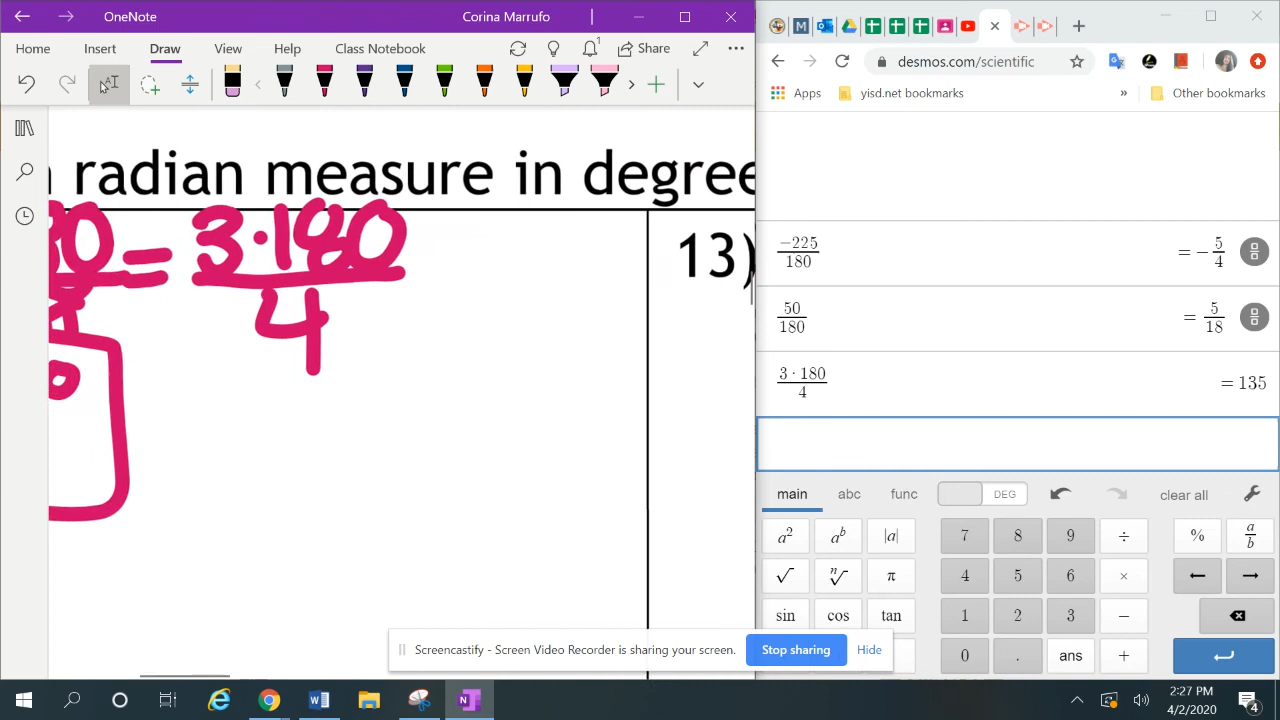 OneNote
Corina Marrufo
Home Insert Draw View Help Class Notebook Share
radian measure in degree
0 = 3·180
4
13)
desmos.com/scientific
Apps yisd.net bookmarks » Other bookmarks
-225/180 = -5/4
50/180 = 5/18
3·180/4 = 135
main abc func DEG clear all
a² aᵇ |a| 7 8 9 ÷ % a/b
√ ⁿ√ π 4 5 6 × ← →
sin cos tan 1 2 3 −
0 . ans +
Screencastify - Screen Video Recorder is sharing your screen. Stop sharing Hide
2:27 PM
4/2/2020
4